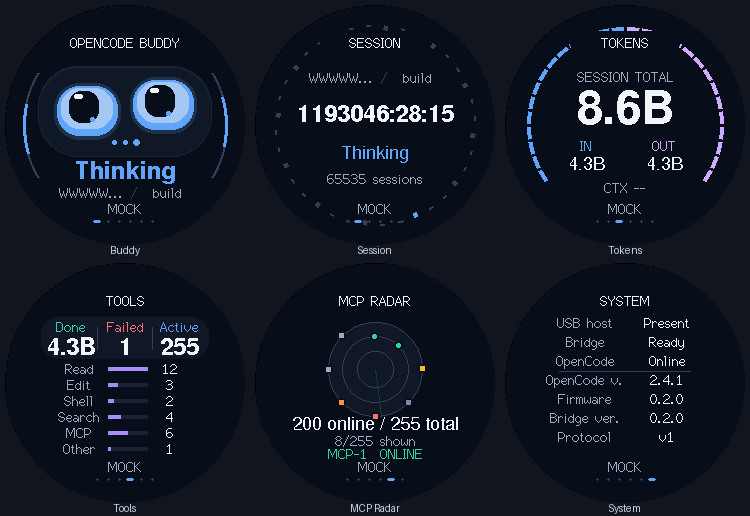 OPENCODE BUDDY
Thinking
WWWWW... / build
MOCK
Buddy
SESSION
WWWWW... / build
1193046:28:15
Thinking
65535 sessions
MOCK
Session
TOKENS
SESSION TOTAL
8.6B
IN OUT
4.3B 4.3B
CTX --
MOCK
Tokens
TOOLS
Done Failed Active
4.3B 1 255
Read 12
Edit 3
Shell 2
Search 4
MCP 6
Other 1
MOCK
Tools
MCP RADAR
200 online / 255 total
8/255 shown
MCP-1 ONLINE
MOCK
MCP Radar
SYSTEM
USB host Present
Bridge Ready
OpenCode Online
OpenCode v. 2.4.1
Firmware 0.2.0
Bridge ver. 0.2.0
Protocol v1
MOCK
System